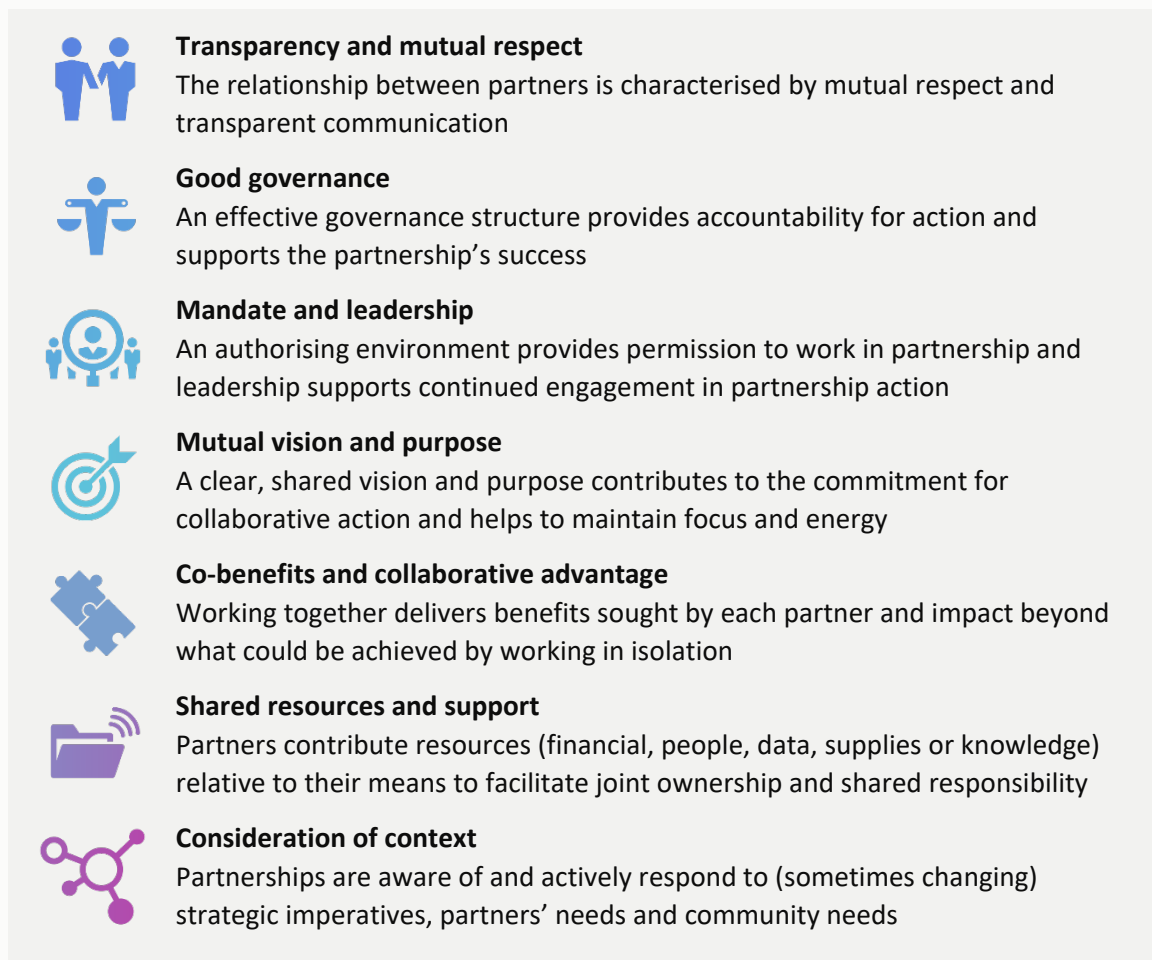 Transparency and mutual respect
The relationship between partners is characterised by mutual respect and
transparent communication
Good governance
An effective governance structure provides accountability for action and
supports the partnership’s success
Mandate and leadership
An authorising environment provides permission to work in partnership and
leadership supports continued engagement in partnership action
Mutual vision and purpose
A clear, shared vision and purpose contributes to the commitment for
collaborative action and helps to maintain focus and energy
Co-benefits and collaborative advantage
Working together delivers benefits sought by each partner and impact beyond
what could be achieved by working in isolation
Shared resources and support
Partners contribute resources (financial, people, data, supplies or knowledge)
relative to their means to facilitate joint ownership and shared responsibility
Consideration of context
Partnerships are aware of and actively respond to (sometimes changing)
strategic imperatives, partners’ needs and community needs